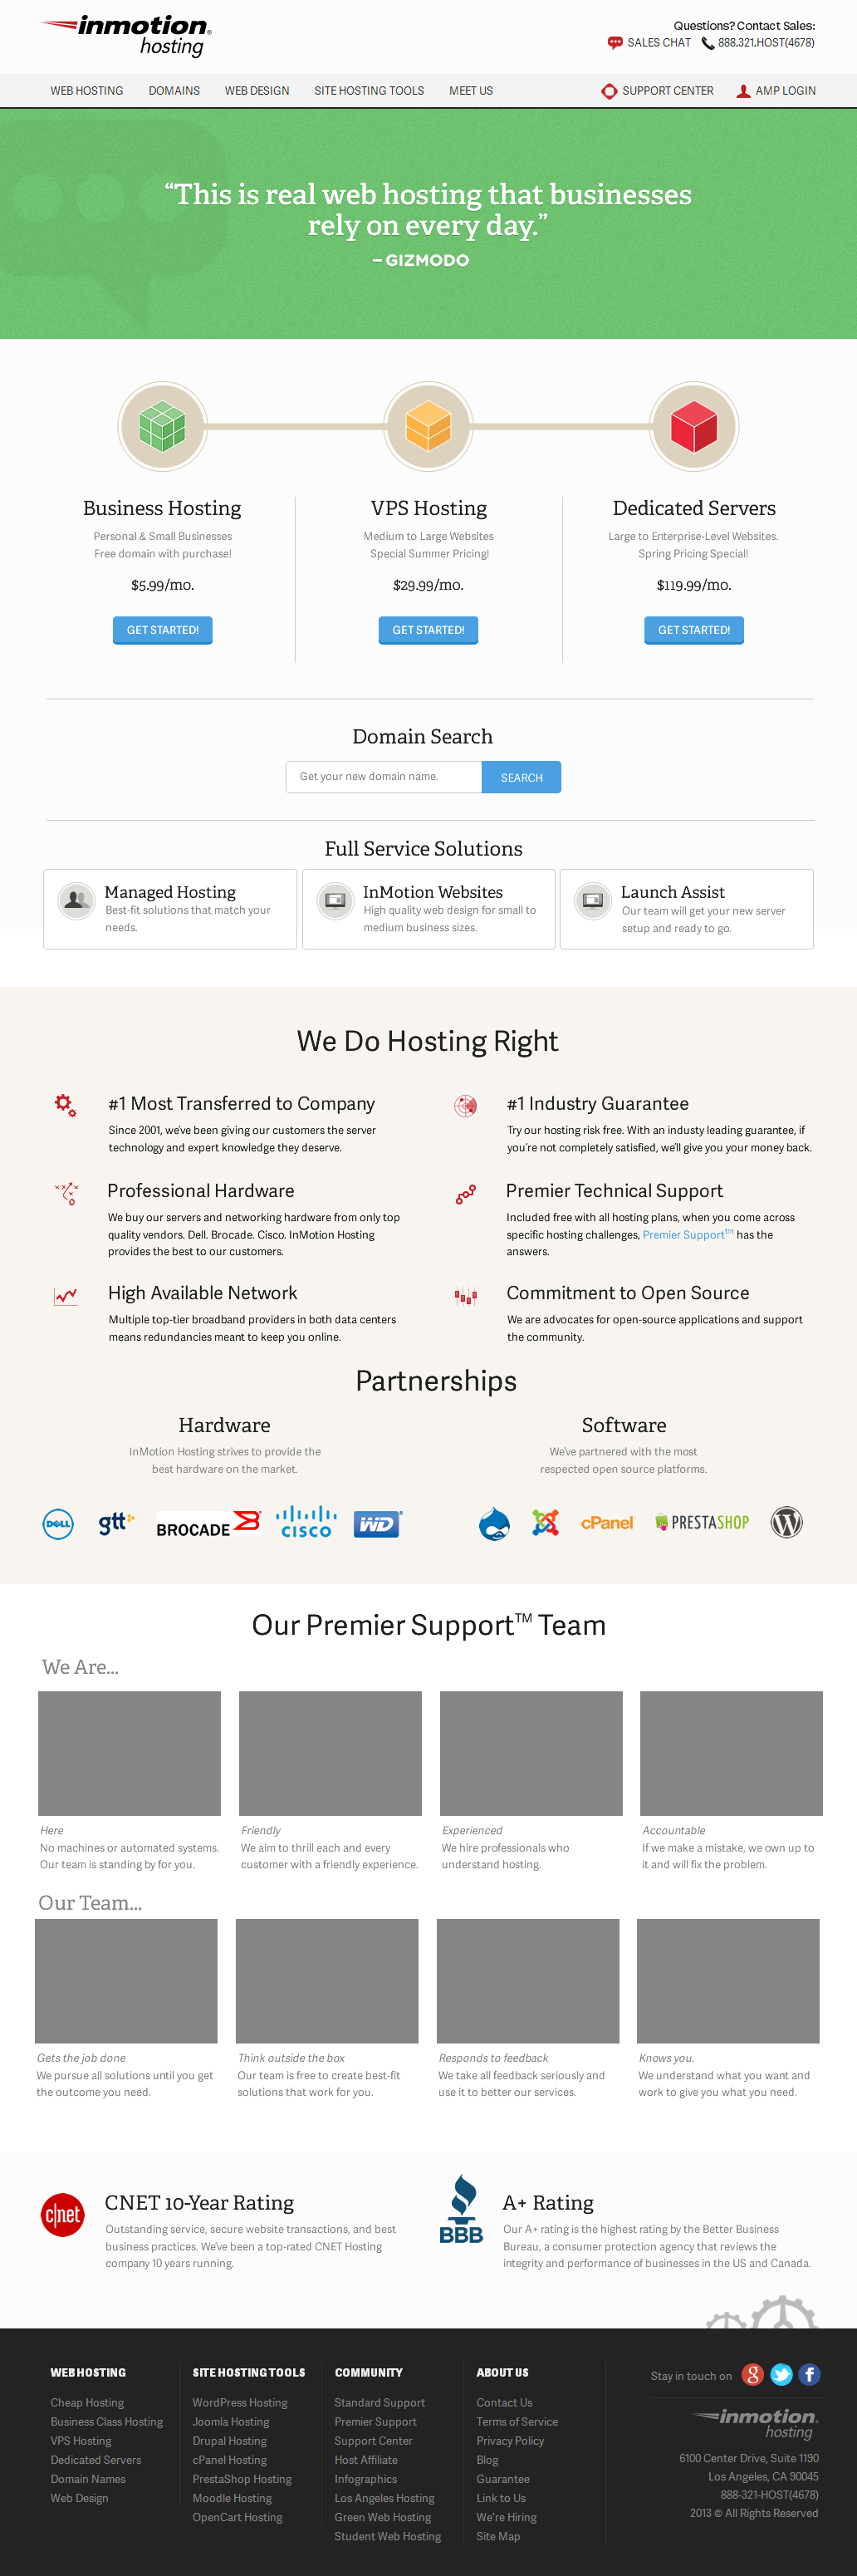 inmotion®
hosting
Questions? Contact Sales:
SALES CHAT 888.321.HOST(4678)
WEB HOSTING DOMAINS WEB DESIGN SITE HOSTING TOOLS MEET US SUPPORT CENTER AMP LOGIN
“This is real web hosting that businesses
rely on every day.”
– GIZMODO
Business Hosting
Personal & Small Businesses
Free domain with purchase!
$5.99/mo.
GET STARTED!
VPS Hosting
Medium to Large Websites
Special Summer Pricing!
$29.99/mo.
GET STARTED!
Dedicated Servers
Large to Enterprise-Level Websites.
Spring Pricing Special!
$119.99/mo.
GET STARTED!
Domain Search
Get your new domain name. SEARCH
Full Service Solutions
Managed Hosting
Best-fit solutions that match your
needs.
InMotion Websites
High quality web design for small to
medium business sizes.
Launch Assist
Our team will get your new server
setup and ready to go.
We Do Hosting Right
#1 Most Transferred to Company
Since 2001, we've been giving our customers the server
technology and expert knowledge they deserve.
#1 Industry Guarantee
Try our hosting risk free. With an industy leading guarantee, if
you're not completely satisfied, we'll give you your money back.
Professional Hardware
We buy our servers and networking hardware from only top
quality vendors. Dell. Brocade. Cisco. InMotion Hosting
provides the best to our customers.
Premier Technical Support
Included free with all hosting plans, when you come across
specific hosting challenges, Premier Support™ has the
answers.
High Available Network
Multiple top-tier broadband providers in both data centers
means redundancies meant to keep you online.
Commitment to Open Source
We are advocates for open-source applications and support
the community.
Partnerships
Hardware
InMotion Hosting strives to provide the
best hardware on the market.
DELL gtt BROCADE CISCO WD
Software
We've partnered with the most
respected open source platforms.
cPanel PRESTASHOP W
Our Premier Support™ Team
We Are...
Here
No machines or automated systems.
Our team is standing by for you.
Friendly
We aim to thrill each and every
customer with a friendly experience.
Experienced
We hire professionals who
understand hosting.
Accountable
If we make a mistake, we own up to
it and will fix the problem.
Our Team...
Gets the job done
We pursue all solutions until you get
the outcome you need.
Think outside the box
Our team is free to create best-fit
solutions that work for you.
Responds to feedback
We take all feedback seriously and
use it to better our services.
Knows you.
We understand what you want and
work to give you what you need.
c|net
CNET 10-Year Rating
Outstanding service, secure website transactions, and best
business practices. We've been a top-rated CNET Hosting
company 10 years running.
BBB
A+ Rating
Our A+ rating is the highest rating by the Better Business
Bureau, a consumer protection agency that reviews the
integrity and performance of businesses in the US and Canada.
WEB HOSTING
Cheap Hosting
Business Class Hosting
VPS Hosting
Dedicated Servers
Domain Names
Web Design
SITE HOSTING TOOLS
WordPress Hosting
Joomla Hosting
Drupal Hosting
cPanel Hosting
PrestaShop Hosting
Moodle Hosting
OpenCart Hosting
COMMUNITY
Standard Support
Premier Support
Support Center
Host Affiliate
Infographics
Los Angeles Hosting
Green Web Hosting
Student Web Hosting
ABOUT US
Contact Us
Terms of Service
Privacy Policy
Blog
Guarantee
Link to Us
We're Hiring
Site Map
Stay in touch on g f
inmotion®
hosting
6100 Center Drive, Suite 1190
Los Angeles, CA 90045
888-321-HOST(4678)
2013 © All Rights Reserved